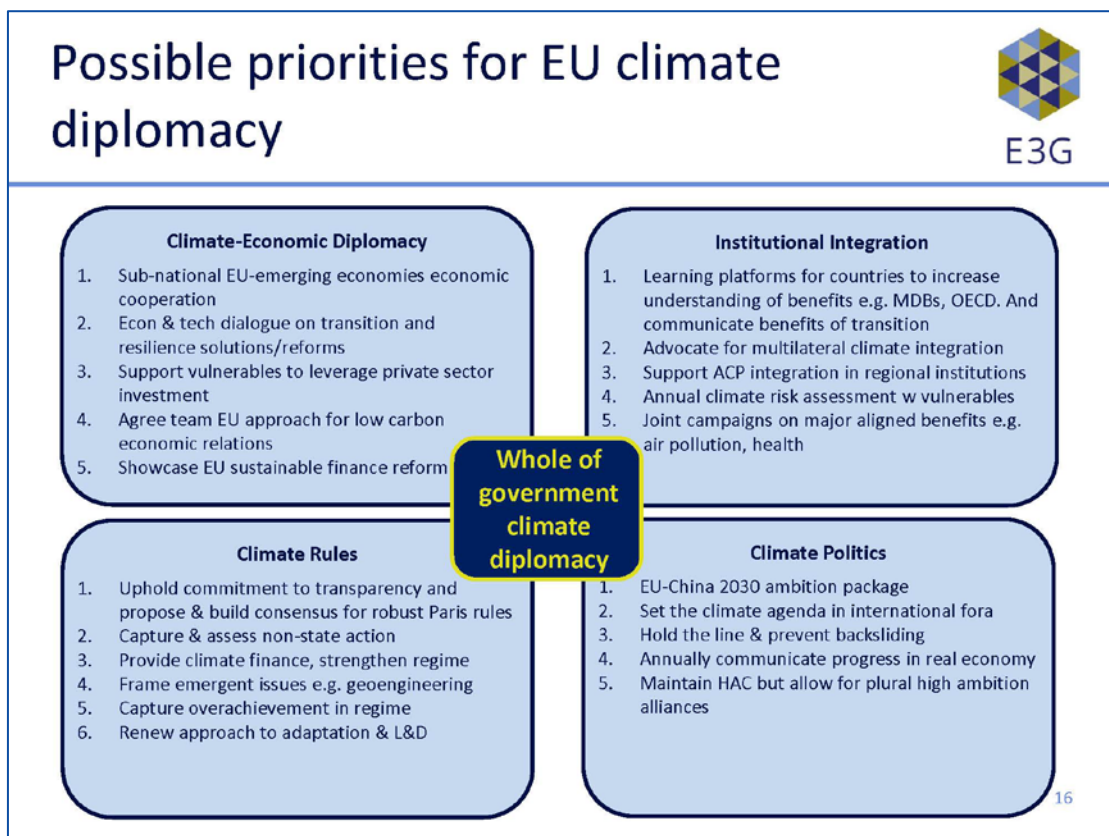 Possible priorities for EU climate
diplomacy
E3G
Climate-Economic Diplomacy
1. Sub-national EU-emerging economies economic
cooperation
2. Econ & tech dialogue on transition and
resilience solutions/reforms
3. Support vulnerables to leverage private sector
investment
4. Agree team EU approach for low carbon
economic relations
5. Showcase EU sustainable finance reform
Institutional Integration
1. Learning platforms for countries to increase
understanding of benefits e.g. MDBs, OECD. And
communicate benefits of transition
2. Advocate for multilateral climate integration
3. Support ACP integration in regional institutions
4. Annual climate risk assessment w vulnerables
5. Joint campaigns on major aligned benefits e.g.
air pollution, health
Whole of
government
climate
diplomacy
Climate Rules
1. Uphold commitment to transparency and
propose & build consensus for robust Paris rules
2. Capture & assess non-state action
3. Provide climate finance, strengthen regime
4. Frame emergent issues e.g. geoengineering
5. Capture overachievement in regime
6. Renew approach to adaptation & L&D
Climate Politics
1. EU-China 2030 ambition package
2. Set the climate agenda in international fora
3. Hold the line & prevent backsliding
4. Annually communicate progress in real economy
5. Maintain HAC but allow for plural high ambition
alliances
16